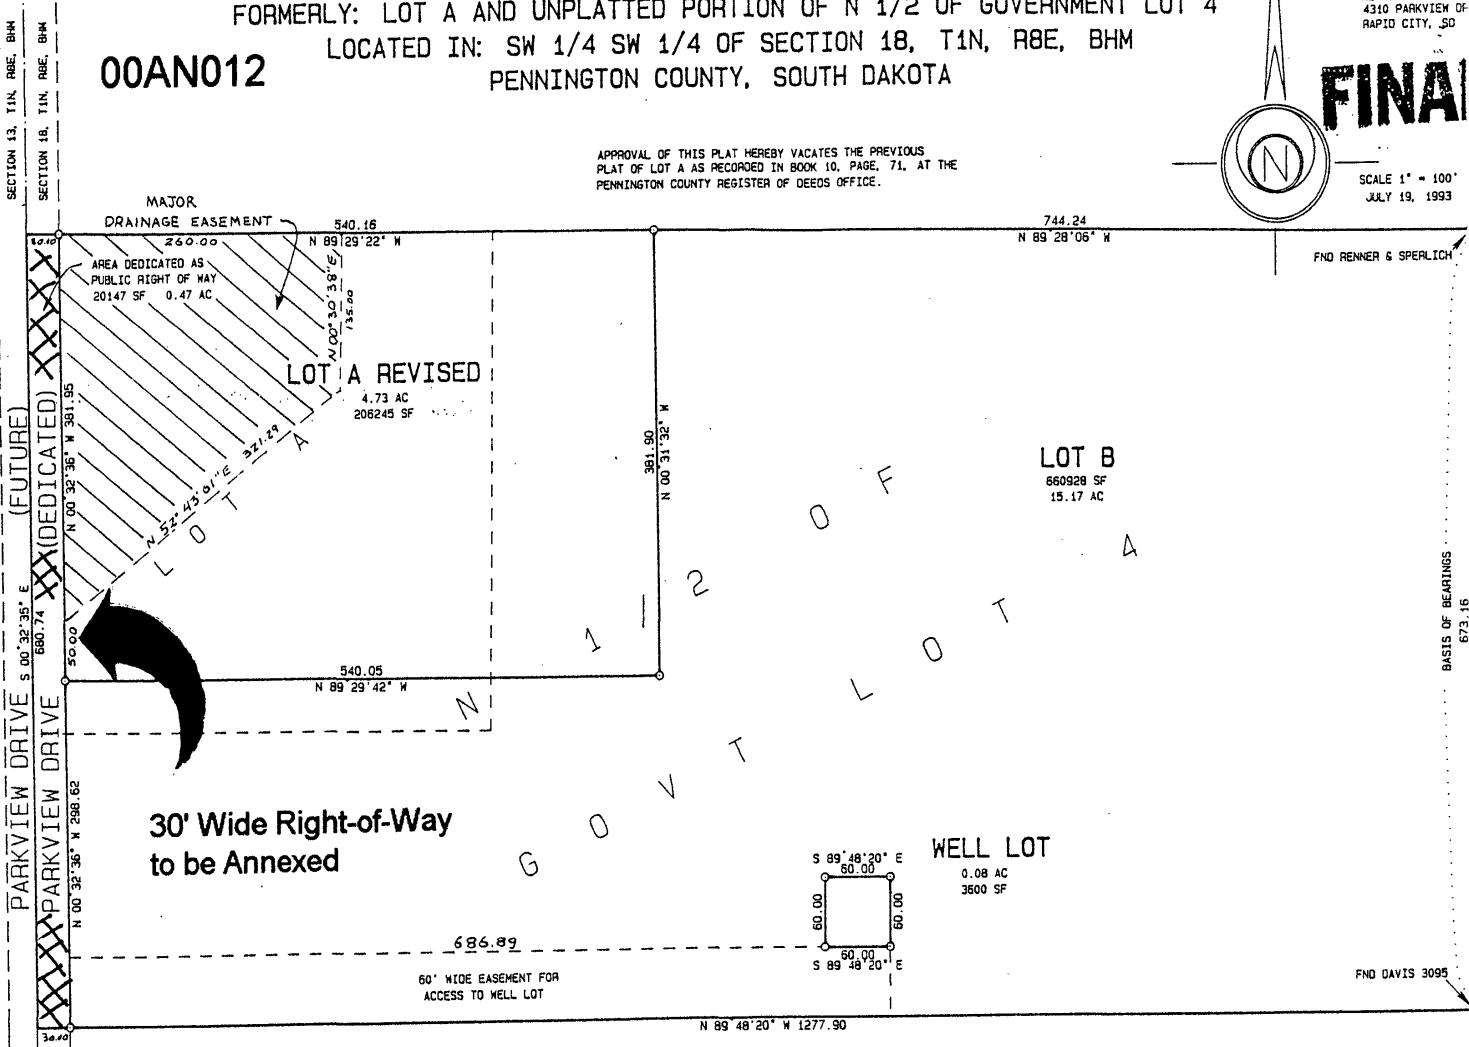 FORMERLY: LOT A AND UNPLATTED PORTION OF N 1/2 OF GOVERNMENT LOT 4
LOCATED IN: SW 1/4 SW 1/4 OF SECTION 18, T1N, R8E, BHM
PENNINGTON COUNTY, SOUTH DAKOTA
00AN012
4310 PARKVIEW DR
RAPID CITY, SD
FINAL
SECTION 13, T1N, R8E, BHM
SECTION 18, T1N, R8E, BHM
APPROVAL OF THIS PLAT HEREBY VACATES THE PREVIOUS
PLAT OF LOT A AS RECORDED IN BOOK 10, PAGE, 71, AT THE
PENNINGTON COUNTY REGISTER OF DEEDS OFFICE.
N
SCALE 1" = 100'
JULY 19, 1993
MAJOR
DRAINAGE EASEMENT
540.16
N 89°29'22" W
260.00
744.24
N 89°28'06" W
FND RENNER & SPERLICH
AREA DEDICATED AS
PUBLIC RIGHT OF WAY
20147 SF 0.47 AC
N 00°30'38"E
135.00
LOT A REVISED
4.73 AC
206245 SF
N 00°32'36" W 381.95
N 52°43'01"E 321.29
LOT A
381.90
N 00°31'32" W
LOT B
660928 SF
15.17 AC
N 1/2 OF
GOVT LOT 4
(FUTURE)
(DEDICATED)
S 00°32'35" E
680.74
50.00
PARKVIEW DRIVE
PARKVIEW DRIVE
540.05
N 89°29'42" W
BASIS OF BEARINGS
673.16
N 00°32'36" W 298.62
30' Wide Right-of-Way
to be Annexed
WELL LOT
0.08 AC
3600 SF
S 89°48'20" E
60.00
60.00
60.00
60.00
S 89°48'20" E
686.89
60' WIDE EASEMENT FOR
ACCESS TO WELL LOT
FND DAVIS 3095
N 89°48'20" W 1277.90